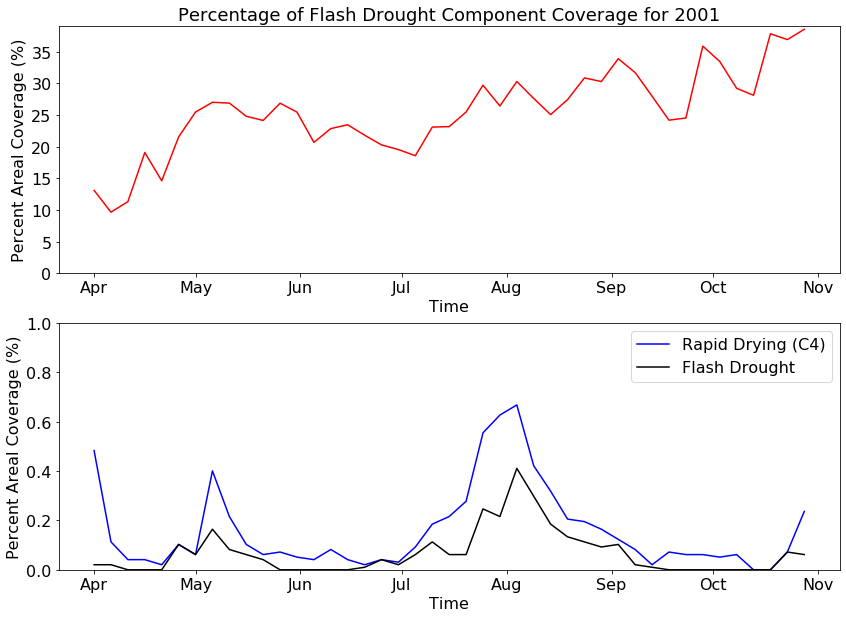 Percentage of Flash Drought Component Coverage for 2001
Percent Areal Coverage (%)
35
30
25
20
15
10
5
0
Apr May Jun Jul Aug Sep Oct Nov
Time
Percent Areal Coverage (%)
1.0
0.8
0.6
0.4
0.2
0.0
Rapid Drying (C4)
Flash Drought
Apr May Jun Jul Aug Sep Oct Nov
Time